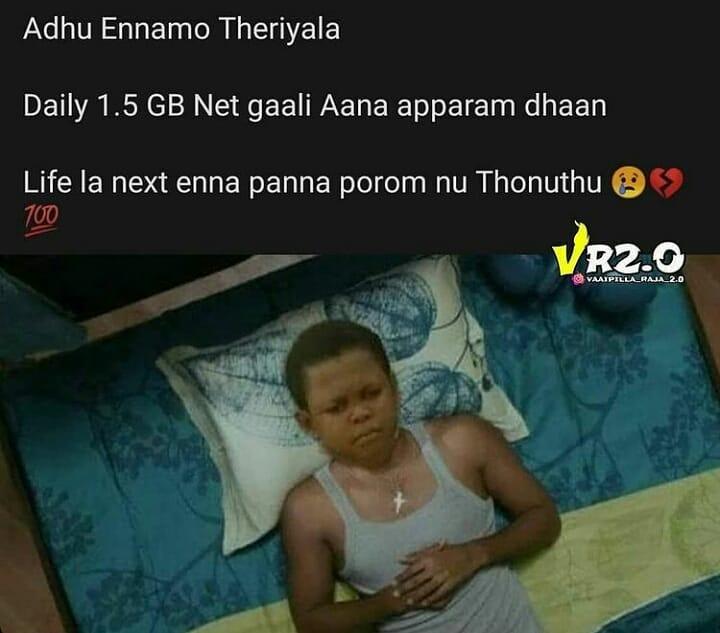 Adhu Ennamo Theriyala
Daily 1.5 GB Net gaali Aana apparam dhaan
Life la next enna panna porom nu Thonuthu 😢💔
💯
VR2.0
VAAIPILLA_RAJA_2.0